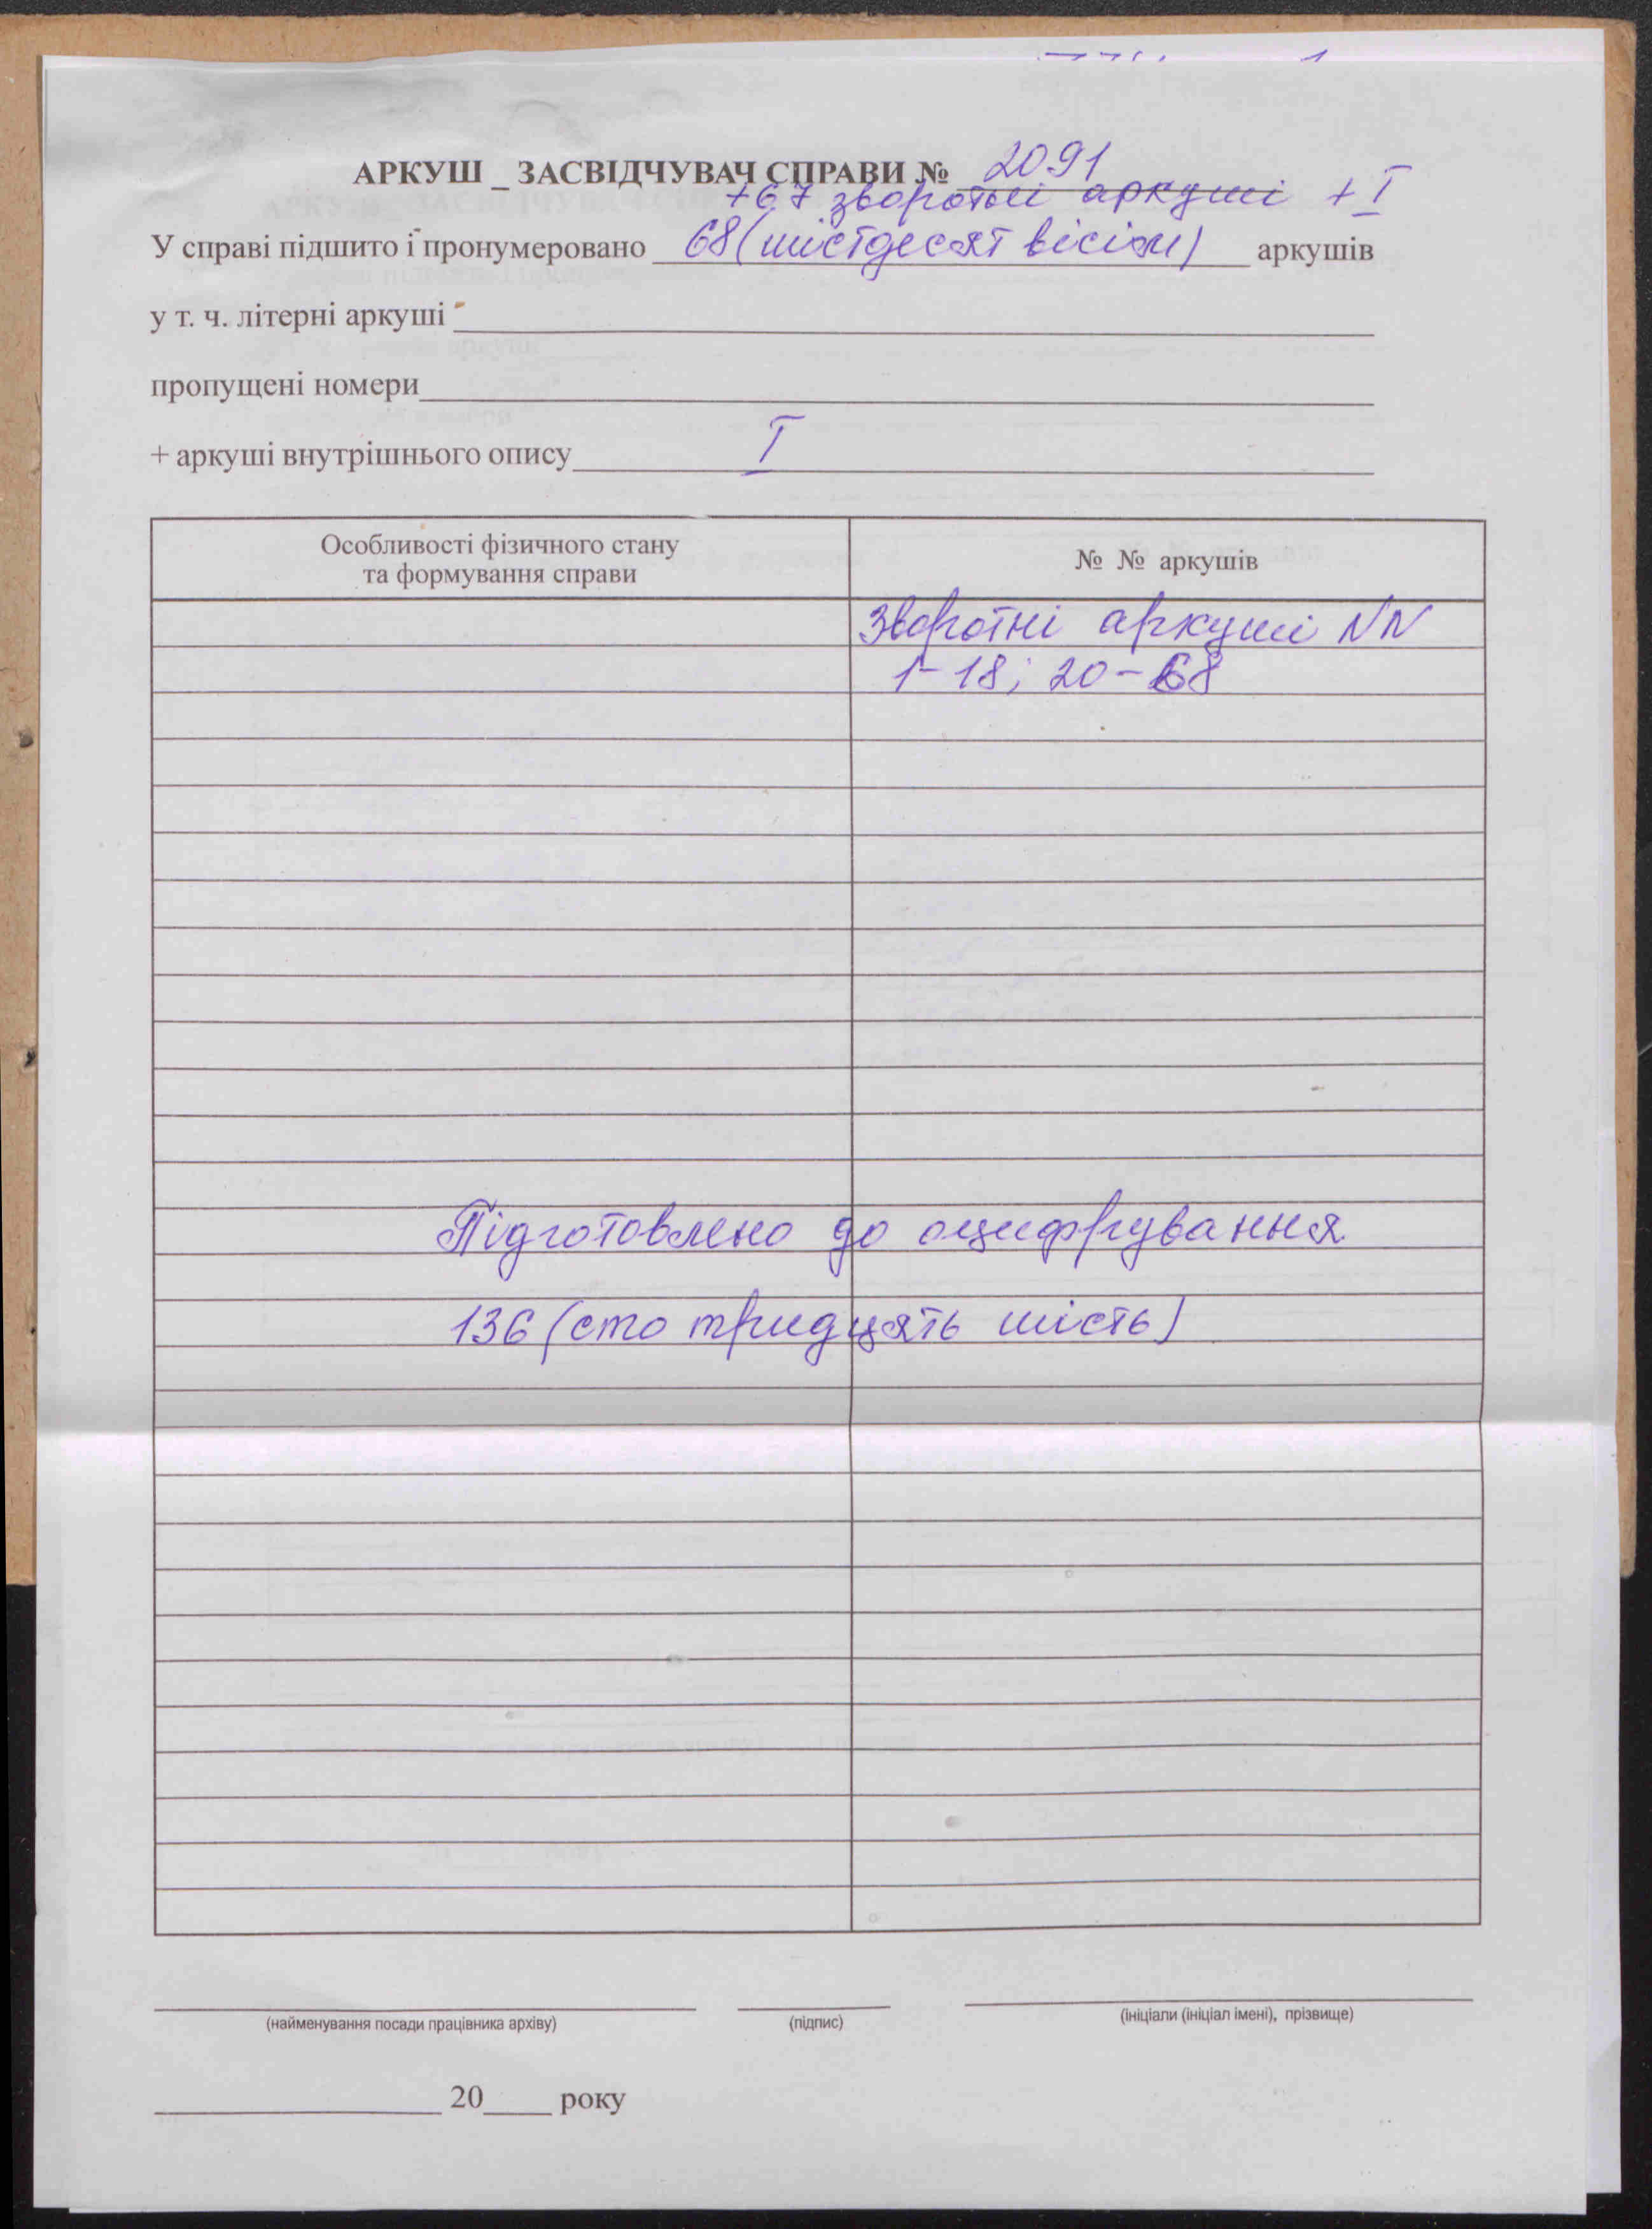 АРКУШ _ ЗАСВІДЧУВАЧ СПРАВИ № 2091
+67 зворотні аркуші + I
У справі підшито і пронумеровано 68 (шістдесят вісім) аркушів
у т. ч. літерні аркуші
пропущені номери
+ аркуші внутрішнього опису I
Особливості фізичного стану
та формування справи
№ № аркушів
Зворотні аркуші NN
1-18; 20-68
Підготовлено до оцифрування
136 (сто тридцять шість)
(найменування посади працівника архіву)
(підпис)
(ініціали (ініціал імені), прізвище)
20 року